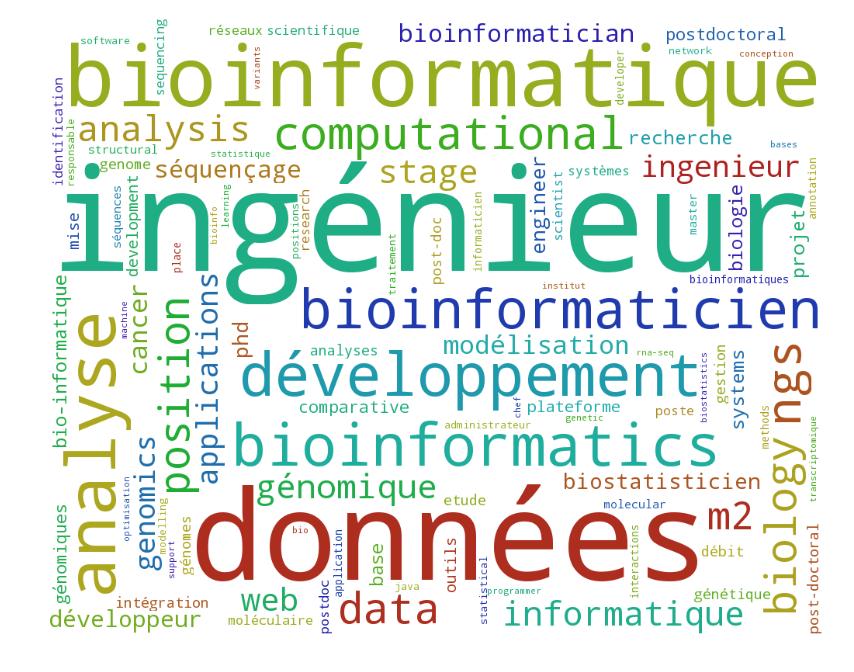 software
sequencing
réseaux
scientifique
bioinformatician
postdoctoral
network
conception
bioinformatique
variants
developer
identification
responsable
analysis
computational
recherche
bases
structural
genome
statistique
séquençage
stage
engineer
scientist
systèmes
ingenieur
annotation
ingénieur
mise
séquences
development
place
bioinfo
learning
positions
research
traitement
post-doc
informaticien
master
biologie
projet
bio-informatique
machine
cancer
position
applications
phd
institut
bioinformatiques
bioinformaticien
analyse
analyses
modélisation
rna-seq
développement
biostatistics
gestion
systems
ngs
comparative
chef
plateforme
poste
administrateur
genetic
methods
transcriptomique
bioinformatics
genomics
génomique
biostatisticien
biology
génomiques
optimisation
modelling
support
génomes
données
bio
etude
molecular
m2
base
outils
débit
interactions
post-doctoral
intégration
développeur
web
moléculaire
postdoc
application
data
java
statistical
programmer
informatique
génétique